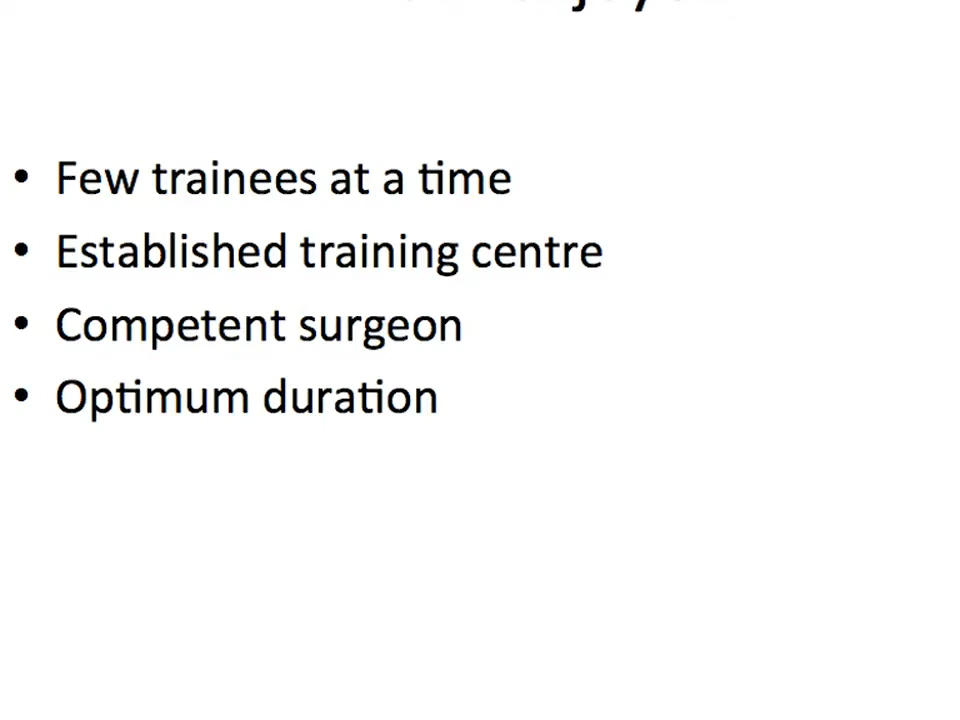 • Few trainees at a time
• Established training centre
• Competent surgeon
• Optimum duration